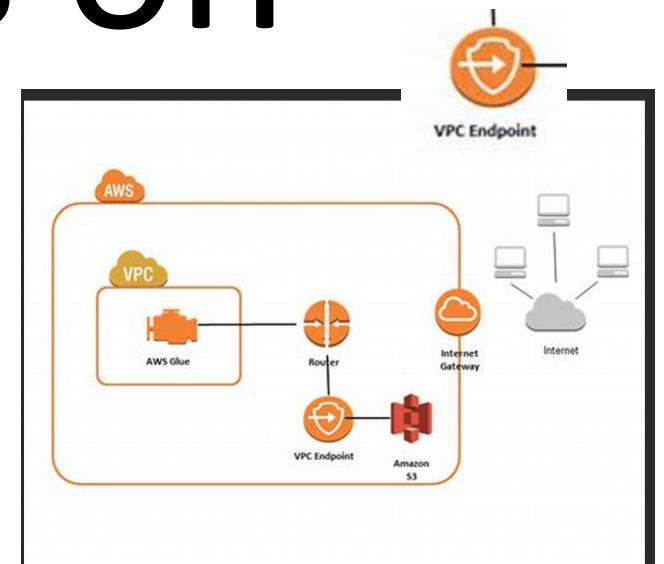 VPC Endpoint
AWS
VPC
AWS Glue
Router
Internet
Gateway
Internet
VPC Endpoint
Amazon
S3